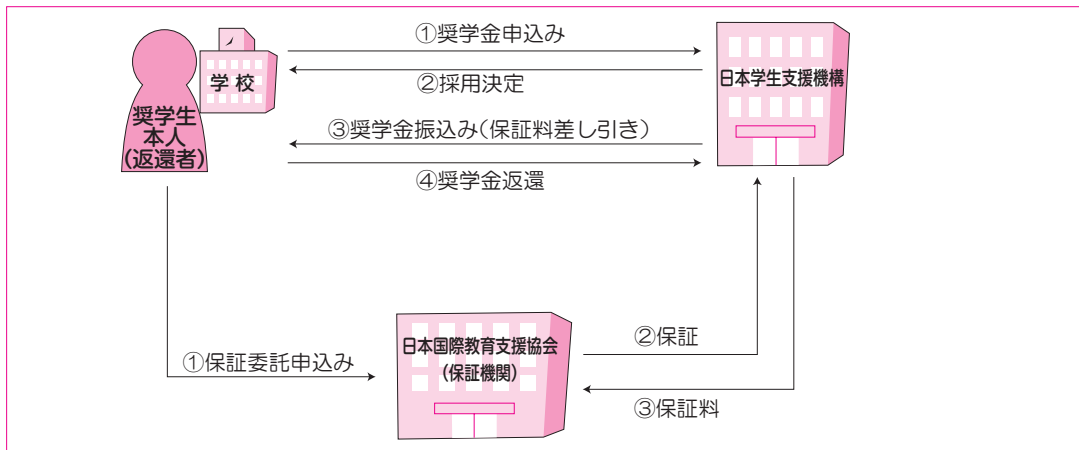 ①奨学金申込み
学校
②採用決定
日本学生支援機構
奨学生
本人
(返還者)
③奨学金振込み(保証料差し引き)
④奨学金返還
①保証委託申込み
日本国際教育支援協会
(保証機関)
②保証
③保証料